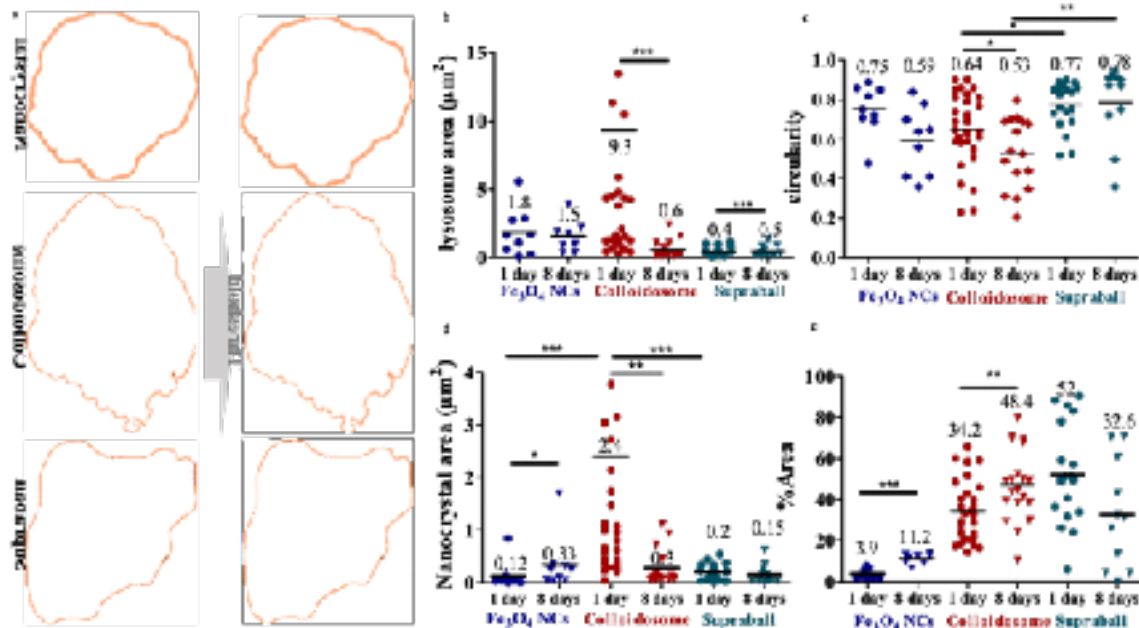 lysosome area (µm²)
15
10
5
0
***
***
1.8
1.5
9.3
0.6
0.4
0.5
1 day
8 days
1 day
8 days
1 day
8 days
Fe₃O₄ NCs
Colloidosome
Supraball
c
circularity
1.0
0.8
0.6
0.4
0.2
0.0
**
*
*
0.75
0.59
0.64
0.53
0.77
0.78
1 day
8 days
1 day
8 days
1 day
8 days
Fe₃O₄ NCs
Colloidosome
Supraball
Nanocrystal area (µm²)
4
3
2
1
0
***
***
**
*
0.12
0.33
2.4
0.4
0.2
0.15
1 day
8 days
1 day
8 days
1 day
8 days
Fe₃O₄ NCs
Colloidosome
Supraball
%Area
100
80
60
40
20
0
***
**
3.9
11.2
34.2
48.4
52
32.6
1 day
8 days
1 day
8 days
1 day
8 days
Fe₃O₄ NCs
Colloidosome
Supraball